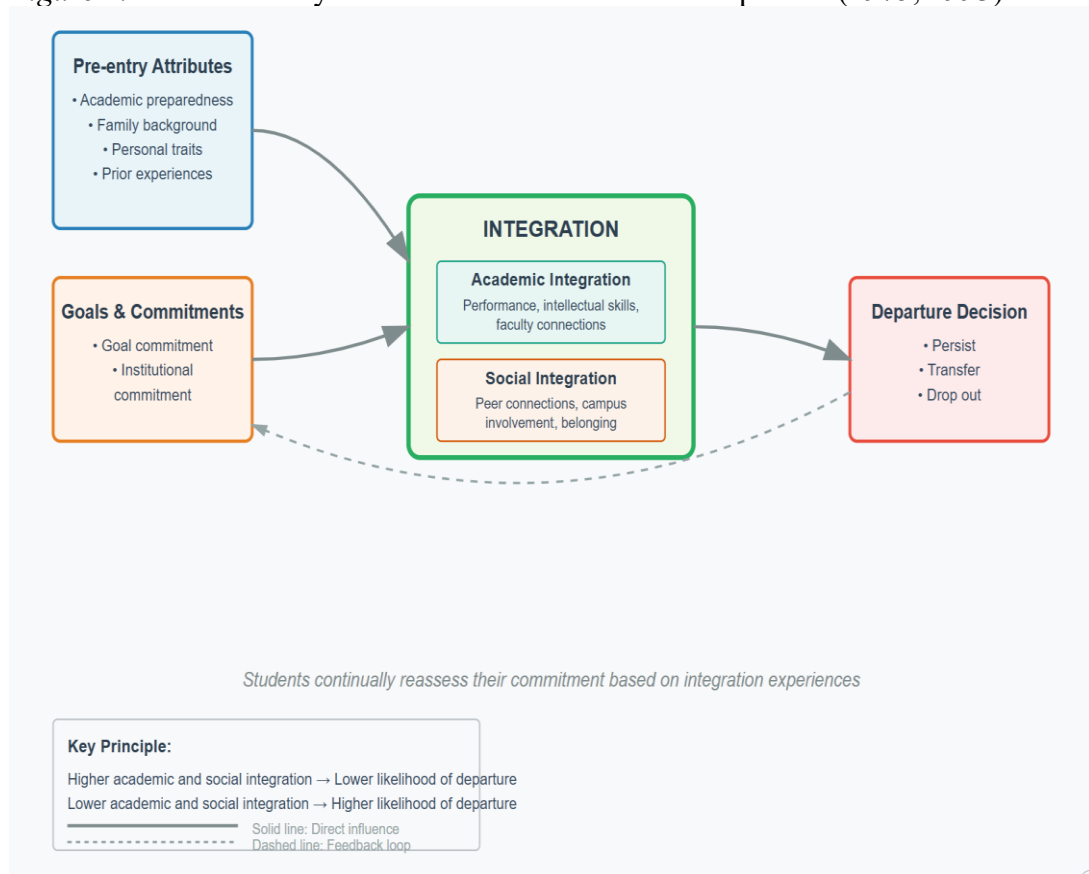 Pre-entry Attributes
• Academic preparedness
• Family background
• Personal traits
• Prior experiences
Goals & Commitments
• Goal commitment
• Institutional
commitment
INTEGRATION
Academic Integration
Performance, intellectual skills,
faculty connections
Social Integration
Peer connections, campus
involvement, belonging
Departure Decision
• Persist
• Transfer
• Drop out
Students continually reassess their commitment based on integration experiences
Key Principle:
Higher academic and social integration → Lower likelihood of departure
Lower academic and social integration → Higher likelihood of departure
Solid line: Direct influence
Dashed line: Feedback loop